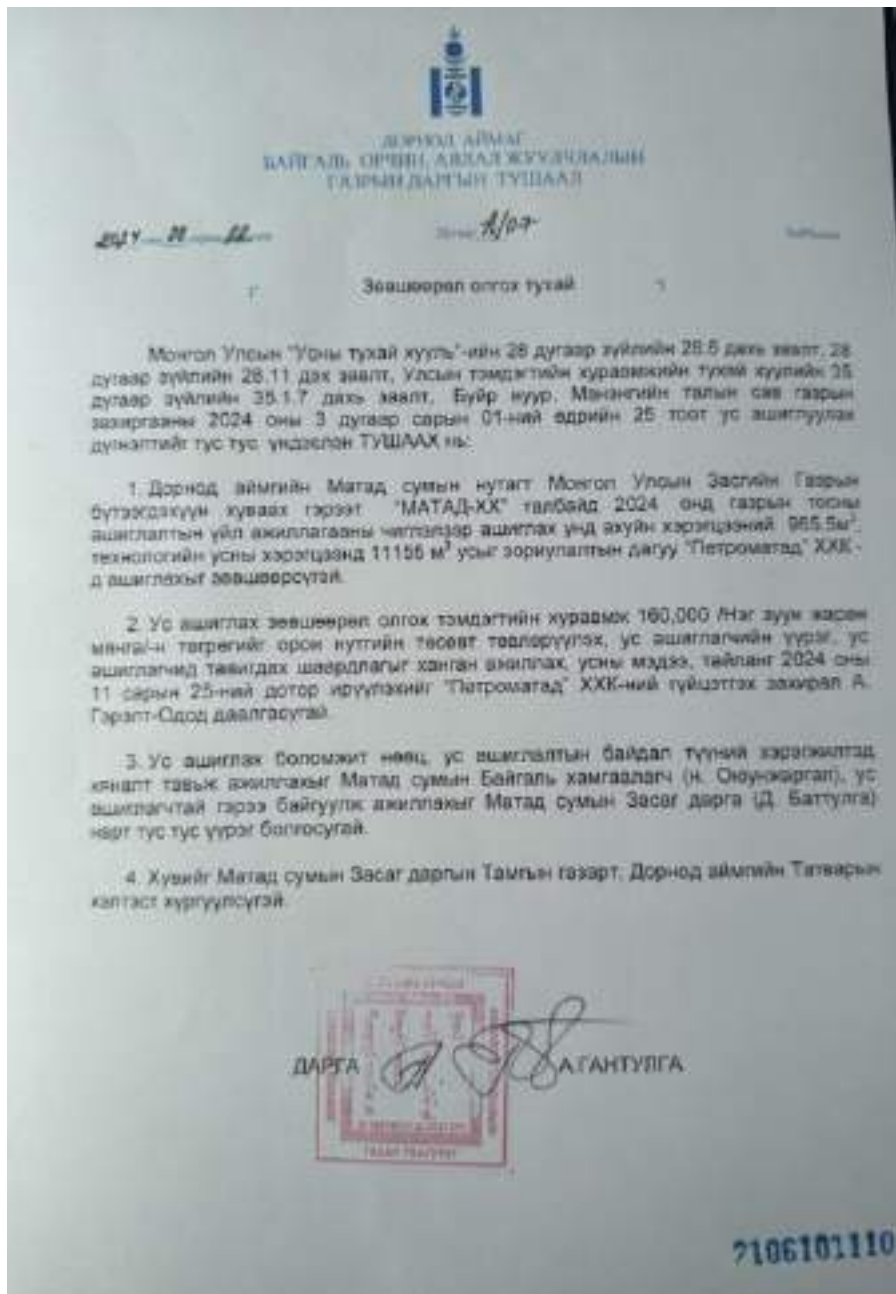 ДОРНОД АЙМАГ
БАЙГАЛЬ ОРЧИН, АЯЛАЛ ЖУУЛЧЛАЛЫН
ГАЗРЫН ДАРГЫН ТУШААЛ
А/07
Зөвшөөрөл олгох тухай
Монгол Улсын "Усны тухай хууль"-ийн 28 дугаар зүйлийн 28.6 дахь заалт, 28
дугаар зүйлийн 28.11 дэх заалт, Улсын тэмдэгтийн хураамжийн тухай хуулийн 35
дугаар зүйлийн 35.1.7 дахь заалт, Буйр нуур, Мэнэнгийн талын сав газрын
захиргааны 2024 оны 3 дугаар сарын 01-ний өдрийн 25 тоот ус ашиглуулах
дүгнэлтийг тус тус үндэслэн ТУШААХ нь:
1. Дорнод аймгийн Матад сумын нутагт Монгол Улсын Засгийн Газрын
бүтээгдэхүүн хуваах гэрээт "МАТАД-ХХ" талбайд 2024 онд газрын тосны
ашиглалтын үйл ажиллагааны чиглэлээр ашиглах унд ахуйн хэрэгцээний 965.5м³,
технологийн усны хэрэгцээнд 11156 м³ усыг зориулалтын дагуу "Петроматад" ХХК-
д ашиглахыг зөвшөөрсүгэй.
2. Ус ашиглах зөвшөөрөл олгох тэмдэгтийн хураамж 160,000 /Нэг зуун жаран
мянга/-н төгрөгийг орон нутгийн төсөвт төвлөрүүлэх, ус ашиглагчийн үүрэг, ус
ашиглагчид тавигдах шаардлагыг ханган ажиллах, усны мэдээ, тайланг 2024 оны
11 сарын 25-ний дотор ирүүлэхийг "Петроматад" ХХК-ний гүйцэтгэх захирал А.
Гэрэлт-Одод даалгасугай.
3. Ус ашиглах боломжит нөөц, ус ашиглалтын байдал түүний хэрэгжилтэд
хяналт тавьж ажиллахыг Матад сумын Байгаль хамгаалагч (н. Оюунжаргал), ус
ашиглагчтай гэрээ байгуулж ажиллахыг Матад сумын Засаг дарга (Д. Баттулга)
нарт тус тус үүрэг болгосугай.
4. Хувийг Матад сумын Засаг даргын Тамгын газарт, Дорнод аймгийн Татварын
хэлтэст хүргүүлсүгэй.
ДАРГА А.ГАНТУЛГА
2106101110